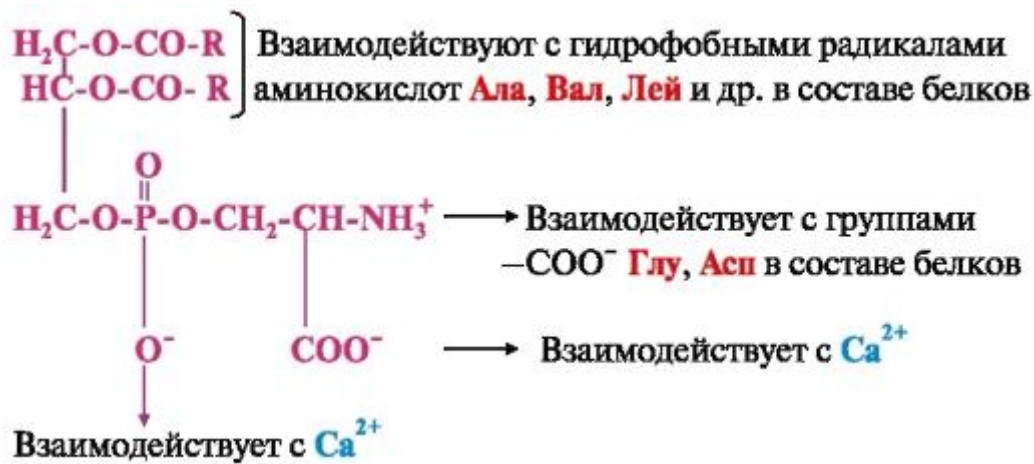 H₂C-O-CO-R Взаимодействуют с гидрофобными радикалами
HC-O-CO- R аминокислот Ала, Вал, Лей и др. в составе белков
O
H₂C-O-P-O-CH₂-CH-NH₃⁺ Взаимодействует с группами
–COO⁻ Глу, Асп в составе белков
O⁻ COO⁻ Взаимодействует с Ca²⁺
Взаимодействует с Ca²⁺